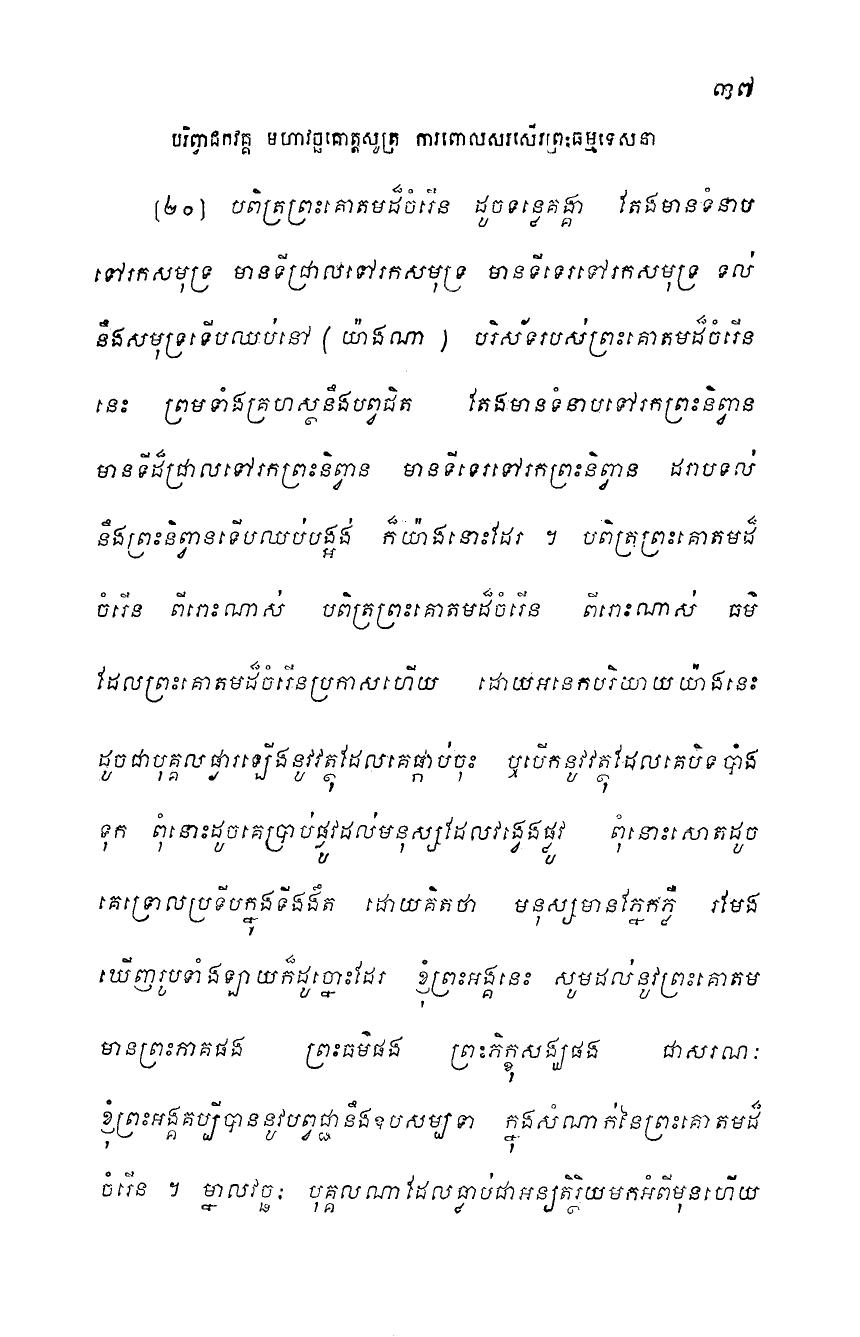 ៣៧
បរិព្វាជកវគ្គ មហាវច្ឆគោត្តសូត្រ ការពោលសរសើរព្រះធម្មទេសនា
[២០] បពិត្រព្រះគោតមដ៏ចំរើន ដូចទន្លេគង្គា តែងមានទំនាប
ទៅរកសមុទ្រ មានទីជ្រាលទៅរកសមុទ្រ មានទីទេរទៅរកសមុទ្រ ទល់
នឹងសមុទ្រទើបឈប់នៅ ( យ៉ាងណា ) បរិស័ទរបស់ព្រះគោតមដ៏ចំរើន
នេះ ព្រមទាំងគ្រហស្ថនឹងបព្វជិត តែងមានទំនាបទៅរកព្រះនិព្វាន
មានទីដ៏ជ្រាលទៅរកព្រះនិព្វាន មានទីទេរទៅរកព្រះនិព្វាន ដរាបទល់
នឹងព្រះនិព្វានទើបឈប់បង្អង់ ក៏យ៉ាងនោះដែរ ។ បពិត្រព្រះគោតមដ៏
ចំរើន ពីរោះណាស់ បពិត្រព្រះគោតមដ៏ចំរើន ពីរោះណាស់ ធម៌
ដែលព្រះគោតមដ៏ចំរើនប្រកាសហើយ ដោយអនេកបរិយាយយ៉ាងនេះ
ដូចជាបុគ្គលផ្ងារឡើងនូវវត្ថុដែលគេផ្កាប់ចុះ ឬបើកនូវវត្ថុដែលគេបិទបាំង
ទុក ពុំនោះដូចគេប្រាប់ផ្លូវដល់មនុស្សដែលវង្វេងផ្លូវ ពុំនោះសោតដូច
គេទ្រោលប្រទីបក្នុងទីងងឹត ដោយគិតថា មនុស្សមានភ្នែកភ្លឺ រមែង
ឃើញរូបទាំងឡាយក៏ដូច្នោះដែរ ខ្ញុំព្រះអង្គនេះ សូមដល់នូវព្រះគោតម
មានព្រះភាគផង ព្រះធម៌ផង ព្រះភិក្ខុសង្ឃផង ជាសរណៈ
ខ្ញុំព្រះអង្គគប្បីបាននូវបព្វជ្ជានឹងឧបសម្បទា ក្នុងសំណាក់នៃព្រះគោតមដ៏
ចំរើន ។ ម្នាលវច្ឆៈ បុគ្គលណាដែលធ្លាប់ជាអន្យតិរ្ថិយមកអំពីមុនហើយ